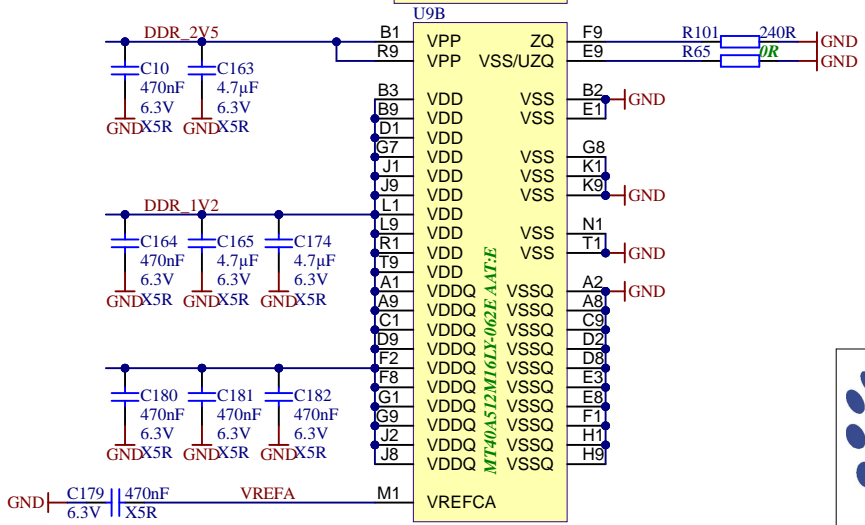 U9B
DDR_2V5 B1 VPP ZQ F9 R101 240R GND
R9 VPP VSS/UZQ E9 R65 0R GND
C10 C163
470nF 4.7µF
6.3V 6.3V
GND X5R GND X5R
B3 VDD VSS B2 GND
B9 VDD VSS E1
D1 VDD
G7 VDD VSS G8
J1 VDD VSS K1
J9 VDD VSS K9 GND
DDR_1V2 L1 VDD
L9 VDD VSS N1
R1 VDD VSS T1 GND
T9 VDD
C164 C165 C174
470nF 4.7µF 4.7µF
6.3V 6.3V 6.3V
GND X5R GND X5R GND X5R
A1 VDDQ VSSQ A2 GND
A9 VDDQ VSSQ A8
C1 VDDQ VSSQ C9
D9 VDDQ VSSQ D2
F2 VDDQ VSSQ D8
F8 VDDQ VSSQ E3
G1 VDDQ VSSQ E8
G9 VDDQ VSSQ F1
J2 VDDQ VSSQ H1
J8 VDDQ VSSQ H9
MT40A512M16LY-062E AAT:E
C180 C181 C182
470nF 470nF 470nF
6.3V 6.3V 6.3V
GND X5R GND X5R GND X5R
GND C179 470nF VREFA M1 VREFCA
6.3V X5R